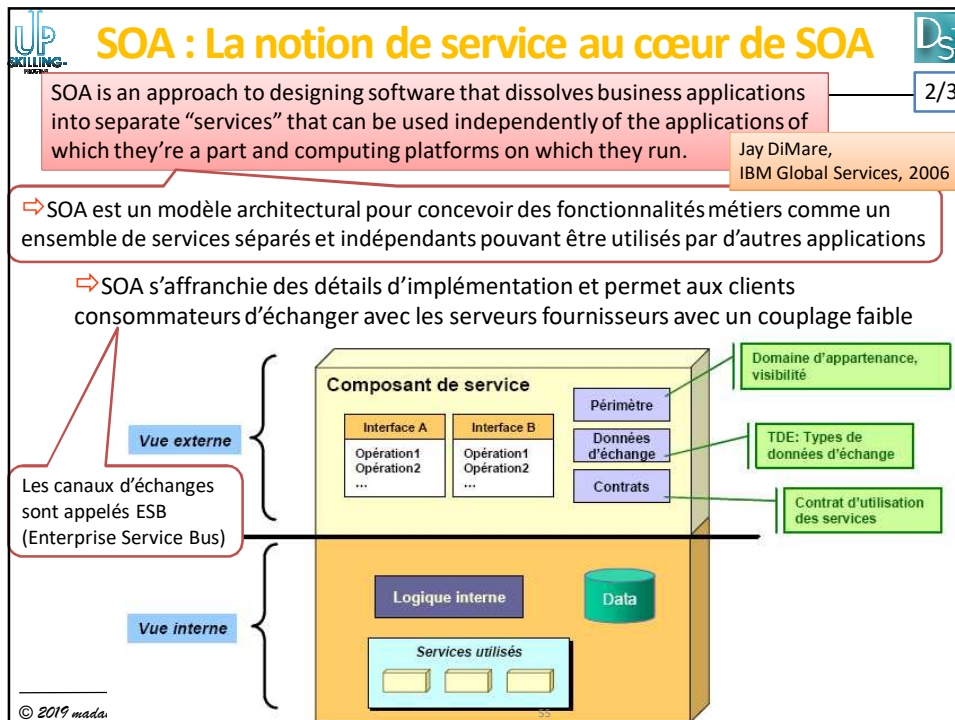 UP
SKILLING-
PROGRAM
SOA : La notion de service au cœur de SOA
DS
2/3
SOA is an approach to designing software that dissolves business applications
into separate “services” that can be used independently of the applications of
which they’re a part and computing platforms on which they run.
Jay DiMare,
IBM Global Services, 2006
⇨SOA est un modèle architectural pour concevoir des fonctionnalités métiers comme un
ensemble de services séparés et indépendants pouvant être utilisés par d’autres applications
⇨SOA s’affranchie des détails d’implémentation et permet aux clients
consommateurs d’échanger avec les serveurs fournisseurs avec un couplage faible
Composant de service
Vue externe
Interface A
Opération1
Opération2
...
Interface B
Opération1
Opération2
...
Périmètre
Données
d'échange
Contrats
Domaine d'appartenance,
visibilité
TDE: Types de
données d'échange
Contrat d'utilisation
des services
Les canaux d’échanges
sont appelés ESB
(Enterprise Service Bus)
Vue interne
Logique interne
Data
Services utilisés
© 2019
55